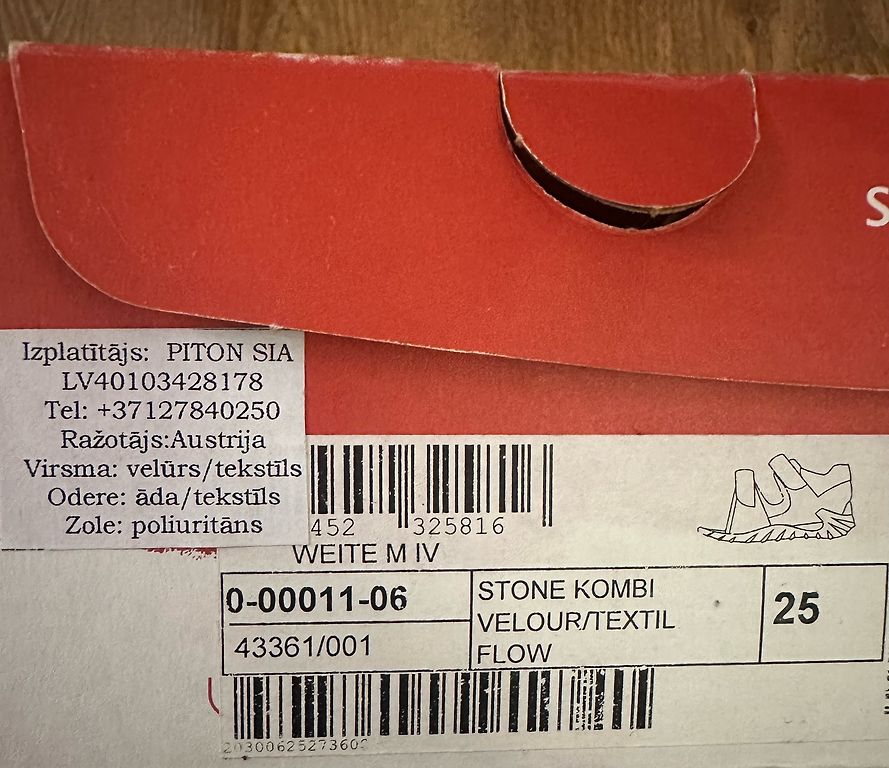 S
Izplatītājs: PITON SIA
LV40103428178
Tel: +37127840250
Ražotājs:Austrija
Virsma: velūrs/tekstīls
Odere: āda/tekstīls
Zole: poliuritāns
452 325816
WEITE M IV
0-00011-06
43361/001
STONE KOMBI
VELOUR/TEXTIL
FLOW
25